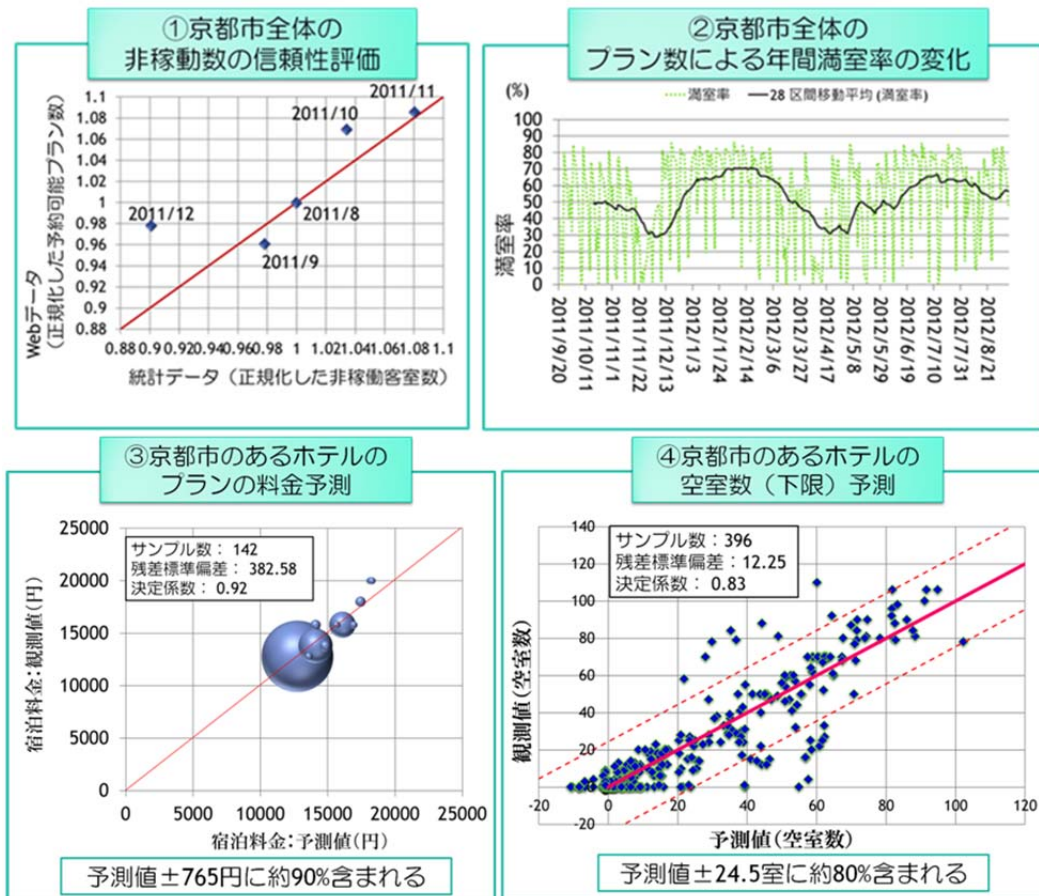 ①京都市全体の
非稼動数の信頼性評価
1.1
1.08
1.06
1.04
1.02
1
0.98
0.96
0.94
0.92
0.9
0.88
Webデータ
(正規化した予約可能プラン数)
2011/11
2011/10
2011/12
2011/8
2011/9
0.88 0.9 0.92 0.94 0.96 0.98 1 1.02 1.04 1.06 1.08 1.1
統計データ（正規化した非稼働客室数）
②京都市全体の
プラン数による年間満室率の変化
(%)
満室率 28 区間移動平均 (満室率)
100
90
80
70
60
50
40
30
20
10
0
満室率
2011/9/20
2011/10/11
2011/11/1
2011/11/22
2011/12/13
2012/1/3
2012/1/24
2012/2/14
2012/3/6
2012/3/27
2012/4/17
2012/5/8
2012/5/29
2012/6/19
2012/7/10
2012/7/31
2012/8/21
③京都市のあるホテルの
プランの料金予測
25000
20000
15000
10000
5000
0
宿泊料金:観測値(円)
サンプル数： 142
残差標準偏差： 382.58
決定係数： 0.92
0 5000 10000 15000 20000 25000
宿泊料金:予測値(円)
予測値±765円に約90%含まれる
④京都市のあるホテルの
空室数（下限）予測
140
120
100
80
60
40
20
0
-20
観測値(空室数)
サンプル数： 396
残差標準偏差： 12.25
決定係数： 0.83
-20 0 20 40 60 80 100 120
予測値(空室数)
予測値±24.5室に約80%含まれる